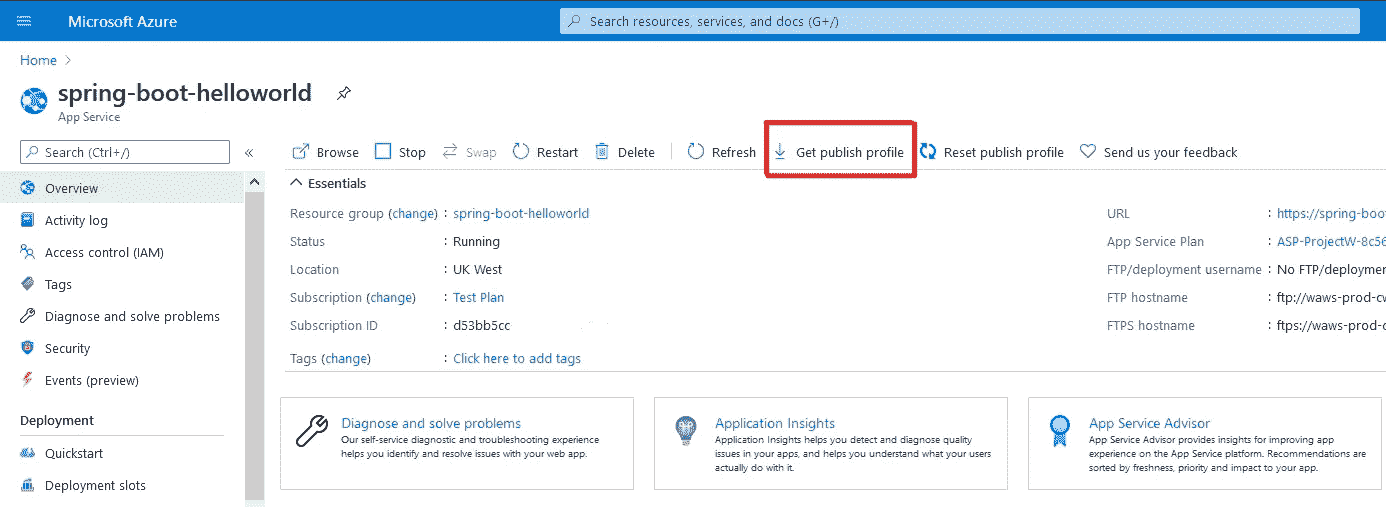 Microsoft Azure
Search resources, services, and docs (G+/)
Home
spring-boot-helloworld
App Service
Search (Ctrl+/)
«
Browse Stop Swap Restart Delete Refresh Get publish profile Reset publish profile Send us your feedback
Overview
Activity log
Access control (IAM)
Tags
Diagnose and solve problems
Security
Events (preview)
Deployment
Quickstart
Deployment slots
Essentials
Resource group (change) : spring-boot-helloworld
Status : Running
Location : UK West
Subscription (change) : Test Plan
Subscription ID : d53bb5cc
Tags (change) : Click here to add tags
URL : https://spring-boo
App Service Plan : ASP-ProjectW-8c56
FTP/deployment username : No FTP/deploymen
FTP hostname : ftp://waws-prod-cw
FTPS hostname : ftps://waws-prod-c
Diagnose and solve problems
Our self-service diagnostic and troubleshooting experience
helps you identify and resolve issues with your web app.
Application Insights
Application Insights helps you detect and diagnose quality
issues in your apps, and helps you understand what your users
actually do with it.
App Service Advisor
App Service Advisor provides insights for improving app
experience on the App Service platform. Recommendations are
sorted by freshness, priority and impact to your app.